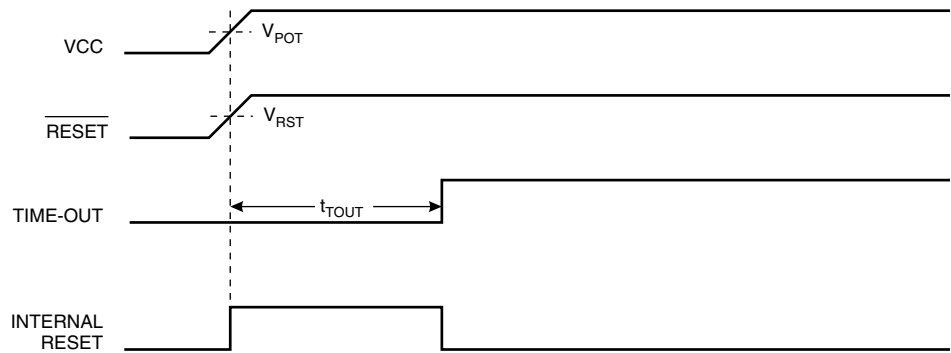 VCC
VPOT
RESET
VRST
TIME-OUT
tTOUT
INTERNAL
RESET